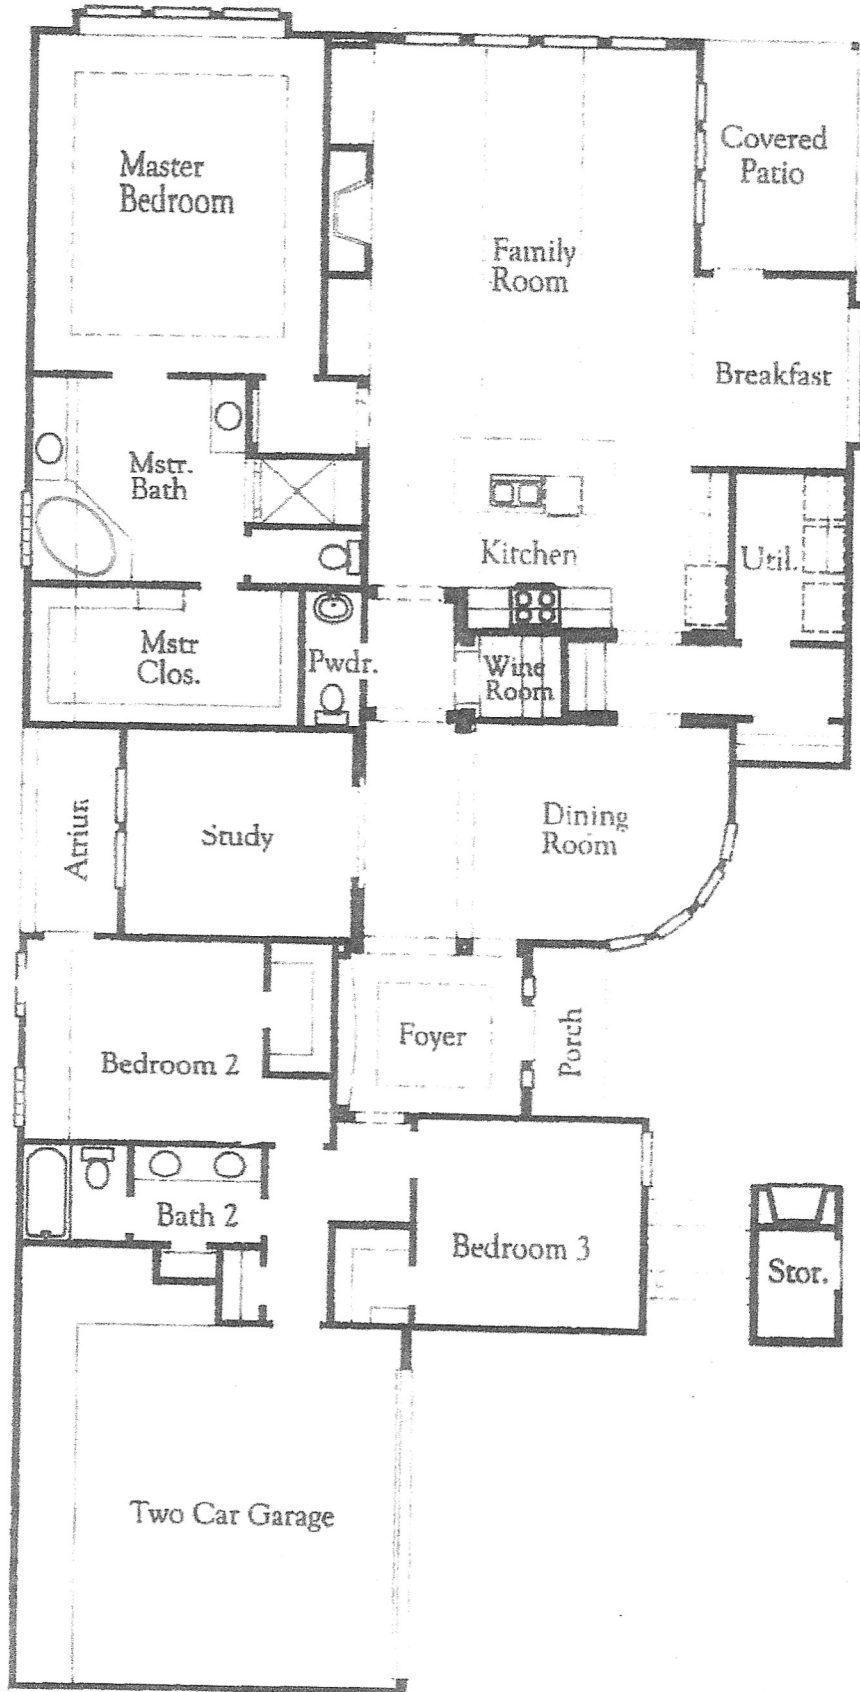 Covered
Patio
Master
Bedroom
Family
Room
Breakfast
Mstr.
Bath
Kitchen
Util.
Mstr
Clos.
Pwdr.
Wine
Room
Atrium
Study
Dining
Room
Foyer
Porch
Bedroom 2
Bath 2
Bedroom 3
Stor.
Two Car Garage